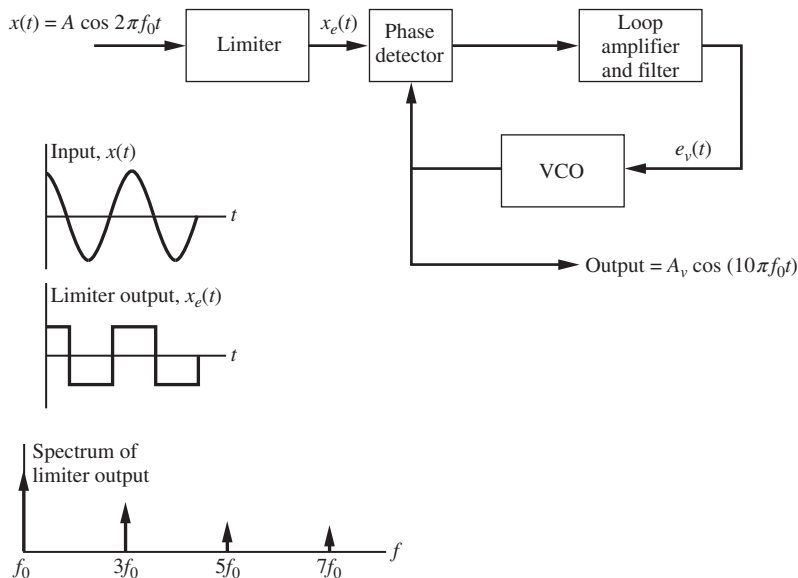 x(t) = A cos 2πf₀t
Limiter
xₑ(t)
Phase
detector
Loop
amplifier
and filter
eᵥ(t)
VCO
Output = Aᵥ cos (10πf₀t)
Input, x(t)
t
Limiter output, xₑ(t)
t
Spectrum of
limiter output
f₀ 3f₀ 5f₀ 7f₀ f